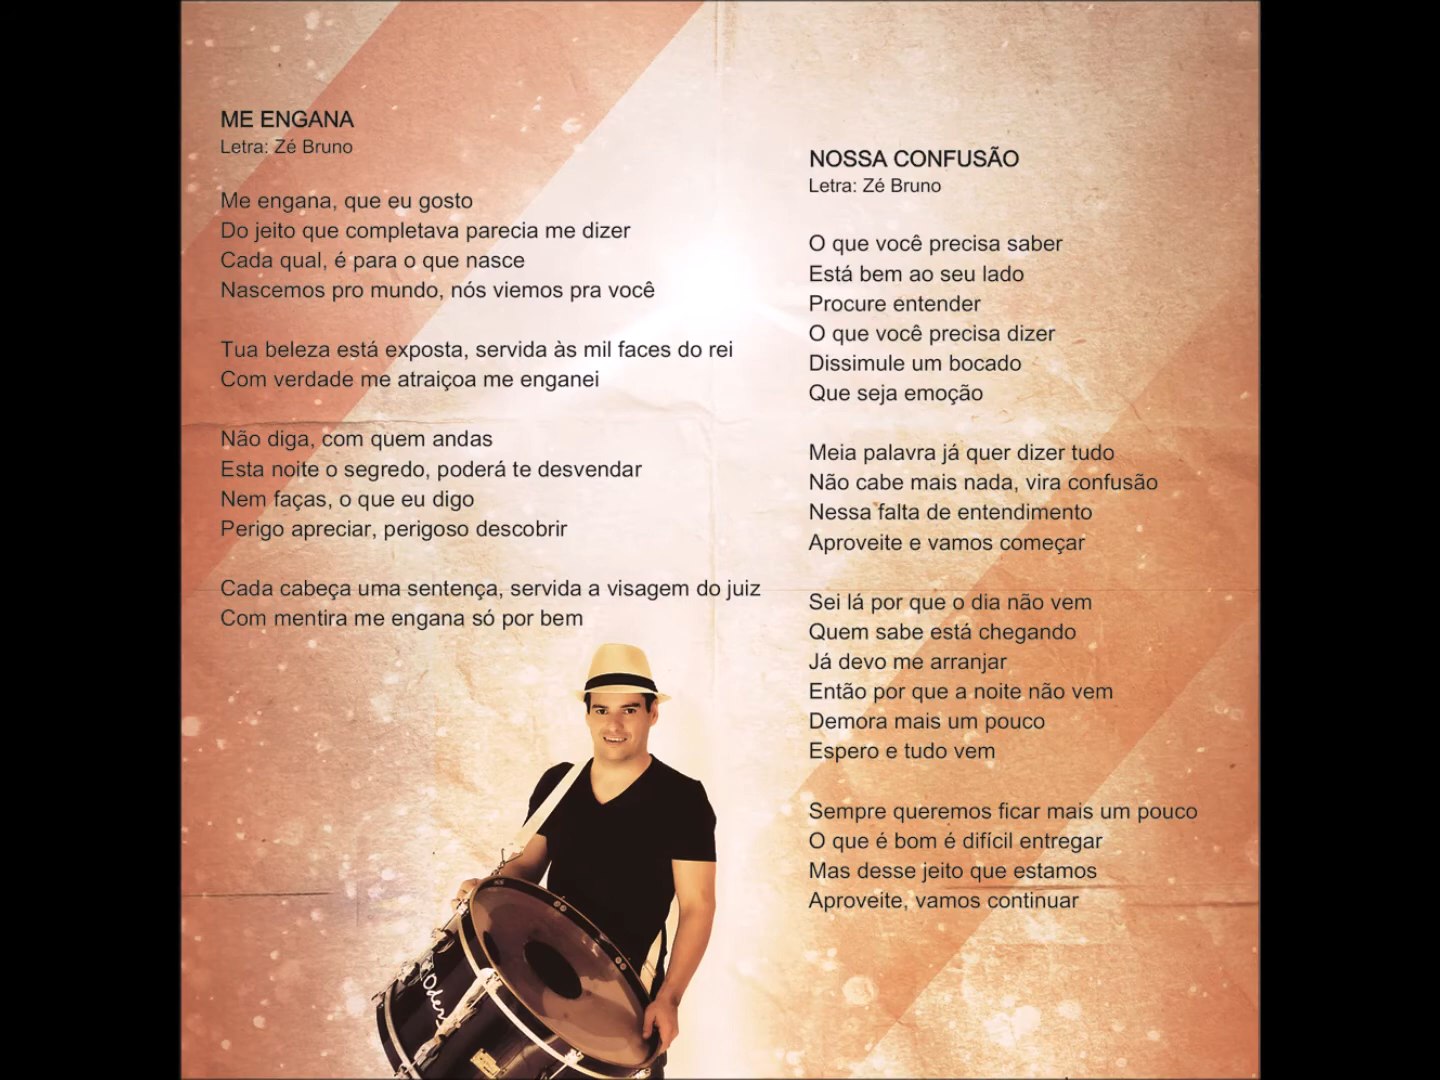 ME ENGANA
Letra: Zé Bruno
Me engana, que eu gosto
Do jeito que completava parecia me dizer
Cada qual, é para o que nasce
Nascemos pro mundo, nós viemos pra você
Tua beleza está exposta, servida às mil faces do rei
Com verdade me atraiçoa me enganei
Não diga, com quem andas
Esta noite o segredo, poderá te desvendar
Nem faças, o que eu digo
Perigo apreciar, perigoso descobrir
Cada cabeça uma sentença, servida a visagem do juiz
Com mentira me engana só por bem
NOSSA CONFUSÃO
Letra: Zé Bruno
O que você precisa saber
Está bem ao seu lado
Procure entender
O que você precisa dizer
Dissimule um bocado
Que seja emoção
Meia palavra já quer dizer tudo
Não cabe mais nada, vira confusão
Nessa falta de entendimento
Aproveite e vamos começar
Sei lá por que o dia não vem
Quem sabe está chegando
Já devo me arranjar
Então por que a noite não vem
Demora mais um pouco
Espero e tudo vem
Sempre queremos ficar mais um pouco
O que é bom é difícil entregar
Mas desse jeito que estamos
Aproveite, vamos continuar